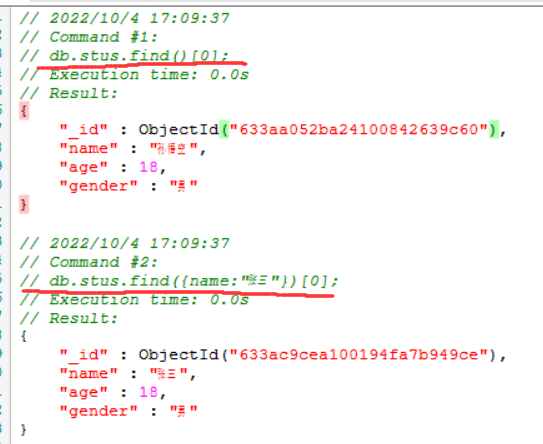 // 2022/10/4 17:09:37
// Command #1:
// db.stus.find()[0];
// Execution time: 0.0s
// Result:
{
"_id" : ObjectId("633aa052ba24100842639c60"),
"name" : "孙悟空",
"age" : 18,
"gender" : "男"
}
// 2022/10/4 17:09:37
// Command #2:
// db.stus.find({name:"张三"})[0];
// Execution time: 0.0s
// Result:
{
"_id" : ObjectId("633ac9cea100194fa7b949ce"),
"name" : "张三",
"age" : 18,
"gender" : "男"
}